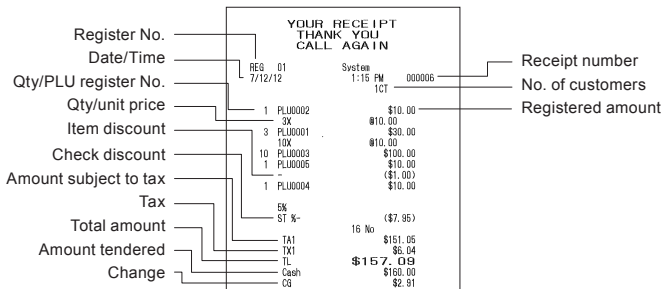 YOUR RECEIPT
THANK YOU
CALL AGAIN
Register No.
Date/Time
Qty/PLU register No.
Qty/unit price
Item discount
Check discount
Amount subject to tax
Tax
Total amount
Amount tendered
Change
REG 01 System
7/12/12 1:15 PM 000006
1CT
1 PLU0002 $10.00
3X @10.00
3 PLU0001 $30.00
10X @10.00
10 PLU0003 $100.00
1 PLU0005 $10.00
- ($1.00)
1 PLU0004 $10.00
5%
ST %- ($7.95)
16 No
TA1 $151.05
TX1 $6.04
TL $157.09
Cash $160.00
CG $2.91
Receipt number
No. of customers
Registered amount